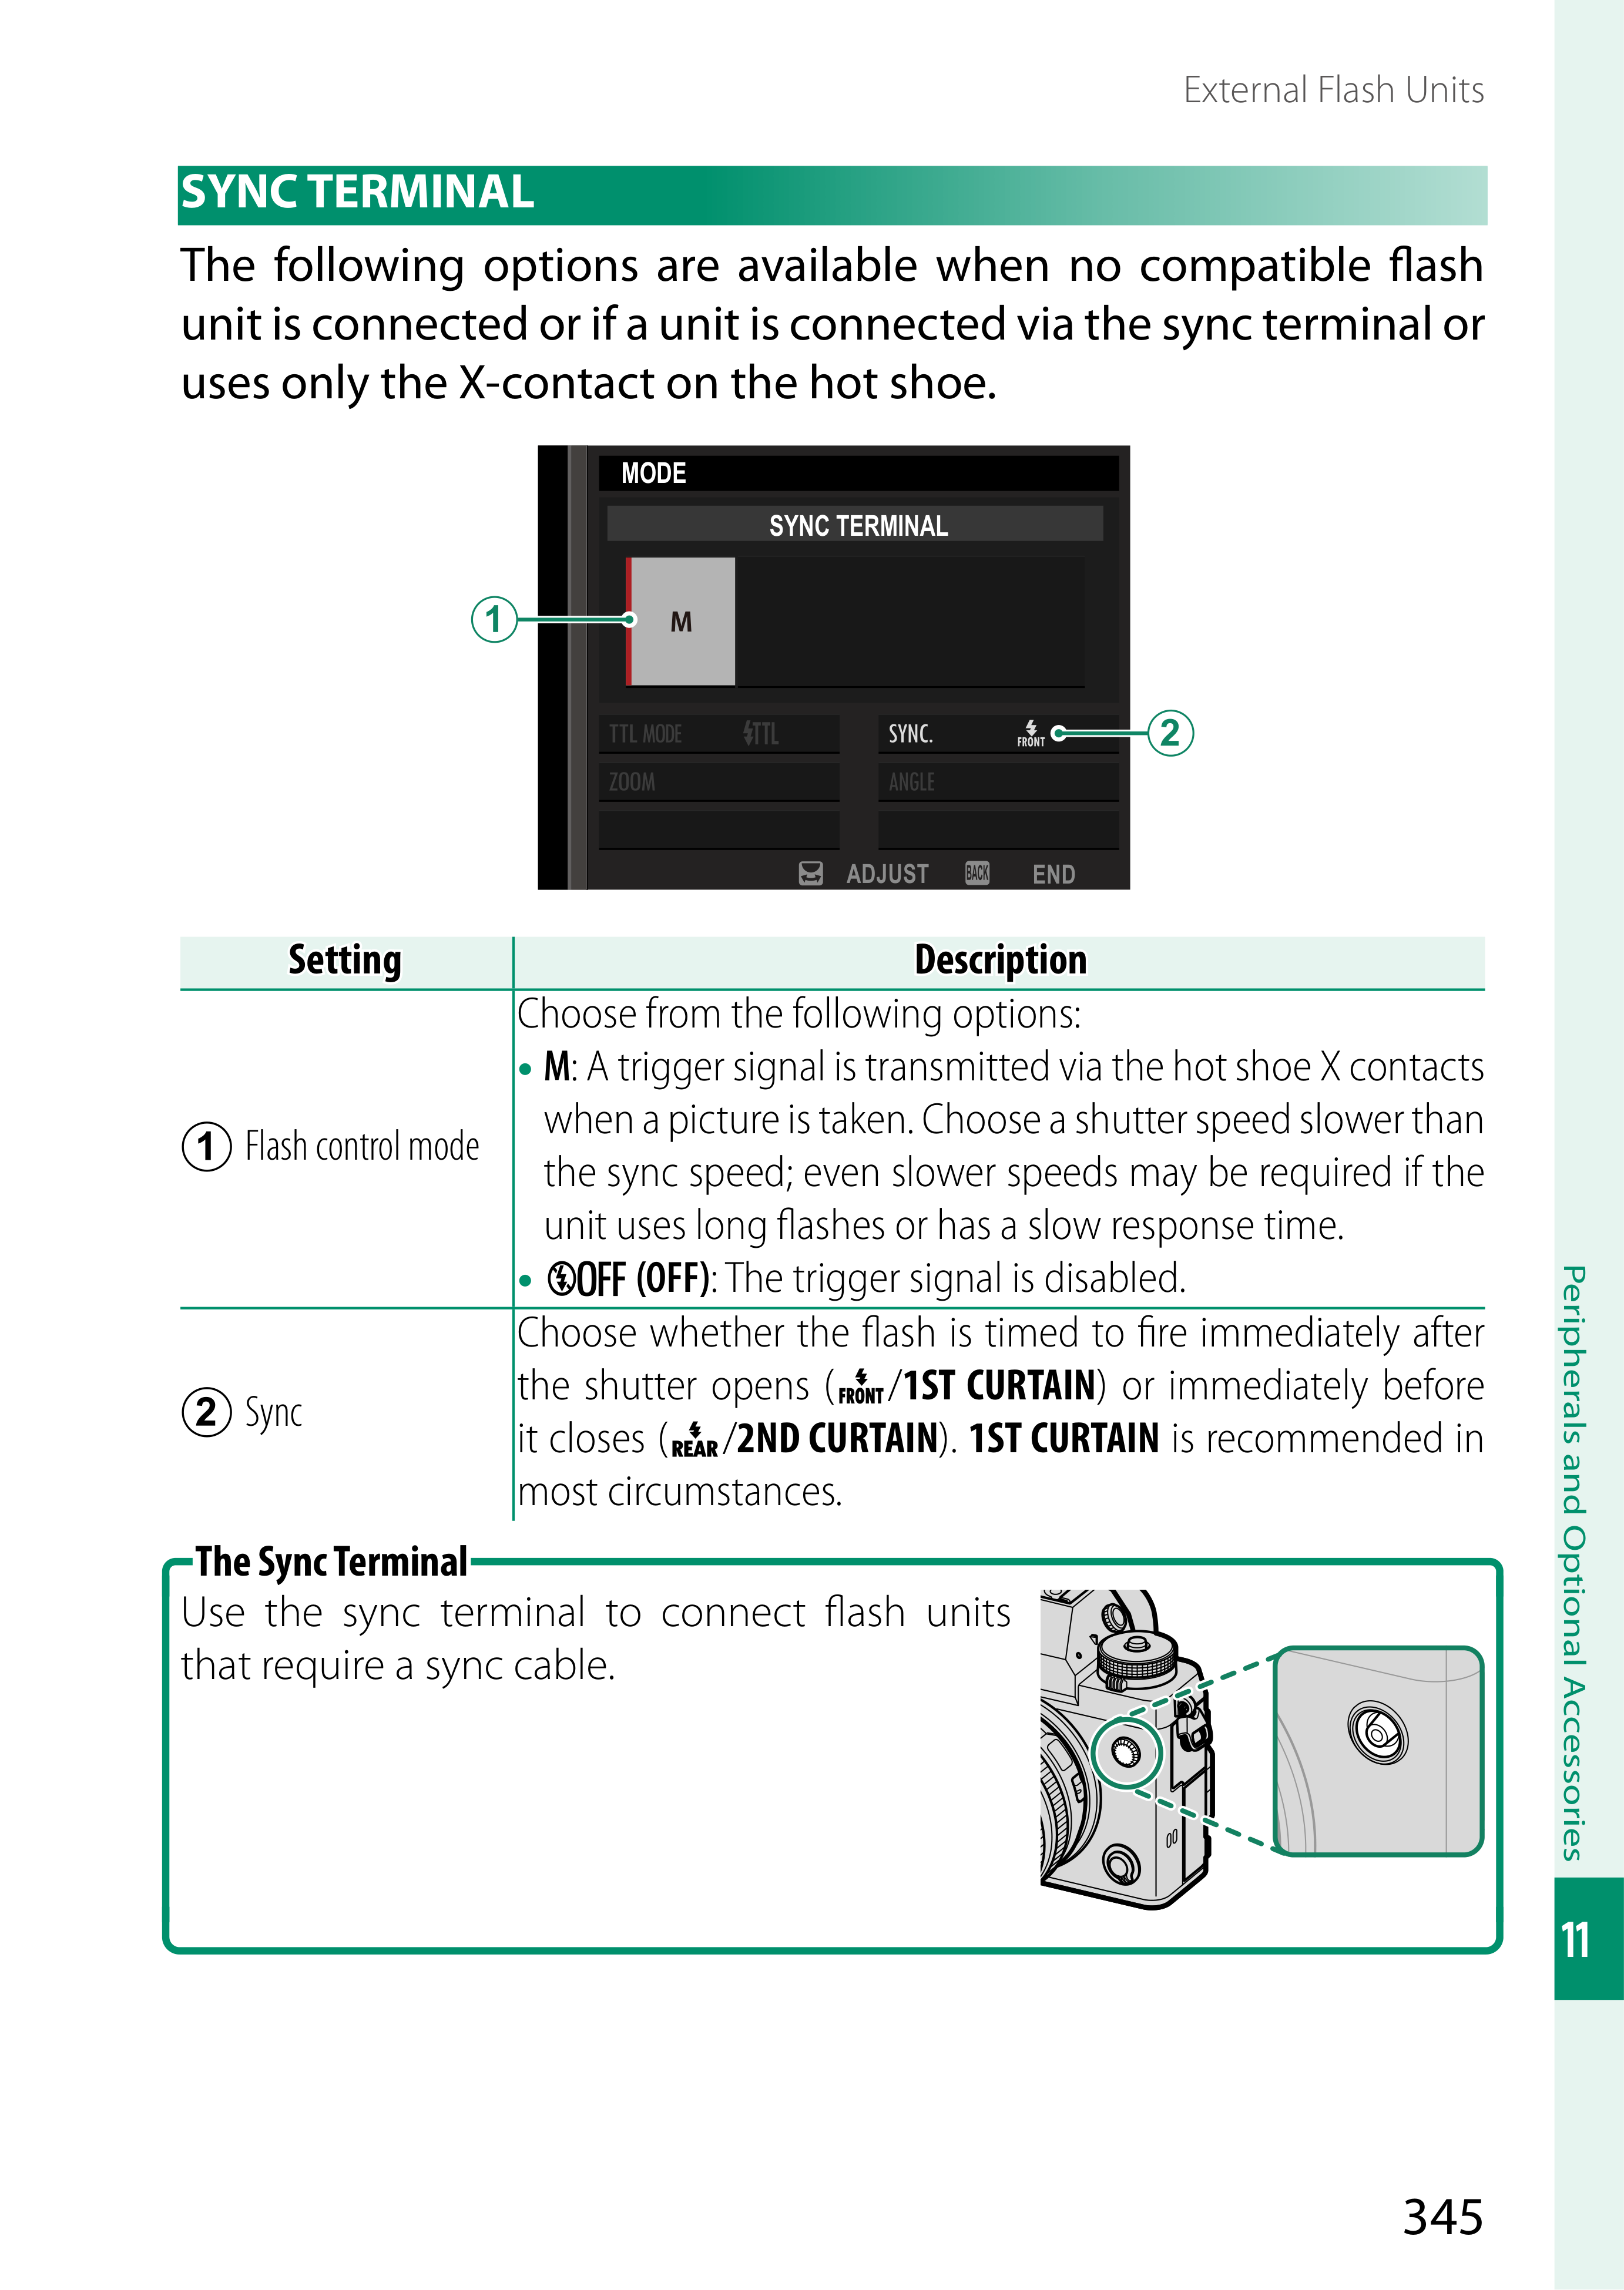 External Flash Units
SYNC TERMINAL
The following options are available when no compatible flash
unit is connected or if a unit is connected via the sync terminal or
uses only the X-contact on the hot shoe.
MODE
SYNC TERMINAL
1
M
TTL MODE TTL
SYNC. FRONT
2
ZOOM
ANGLE
ADJUST BACK END
Setting Description
Choose from the following options:
• M: A trigger signal is transmitted via the hot shoe X contacts
when a picture is taken. Choose a shutter speed slower than
1 Flash control mode
the sync speed; even slower speeds may be required if the
unit uses long flashes or has a slow response time.
• OFF (OFF): The trigger signal is disabled.
Choose whether the flash is timed to fire immediately after
the shutter opens (FRONT/1ST CURTAIN) or immediately before
2 Sync
it closes (REAR/2ND CURTAIN). 1ST CURTAIN is recommended in
most circumstances.
The Sync Terminal
Use the sync terminal to connect flash units
that require a sync cable.
Peripherals and Optional Accessories
11
345